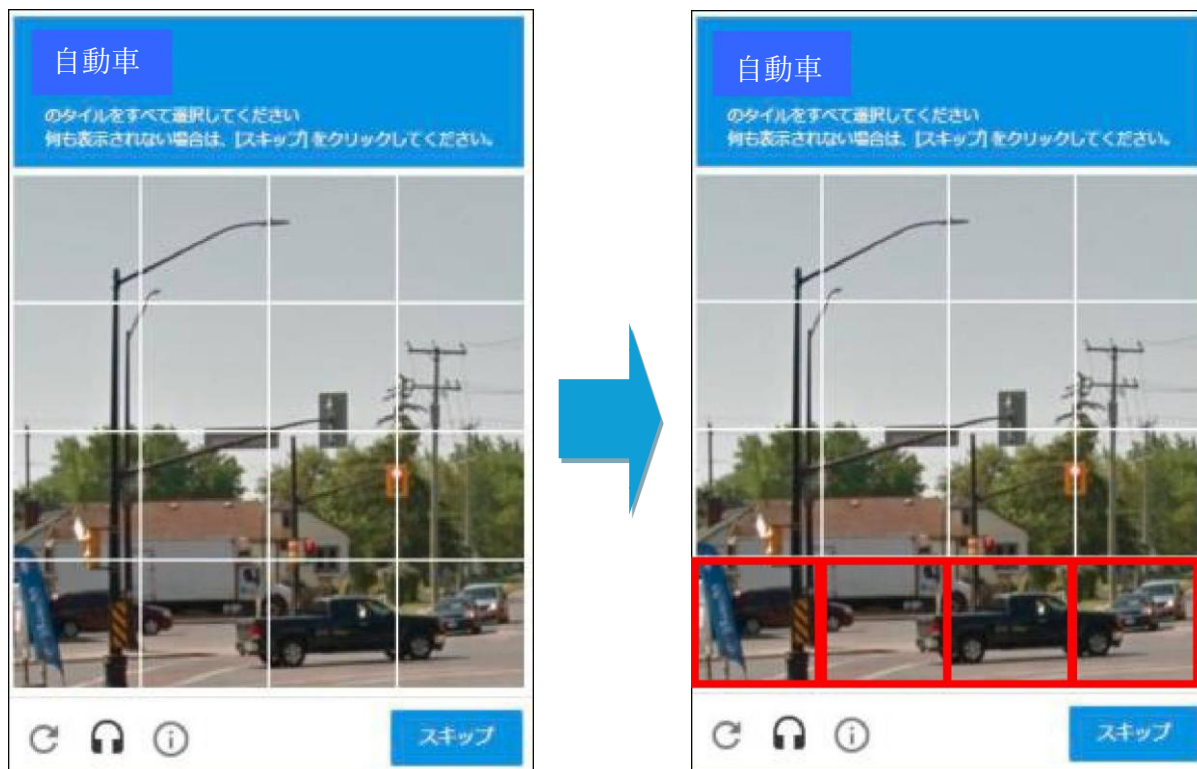 自動車
のタイルをすべて選択してください
何も表示されない場合は、[スキップ] をクリックしてください。
スキップ
自動車
のタイルをすべて選択してください
何も表示されない場合は、[スキップ] をクリックしてください。
スキップ